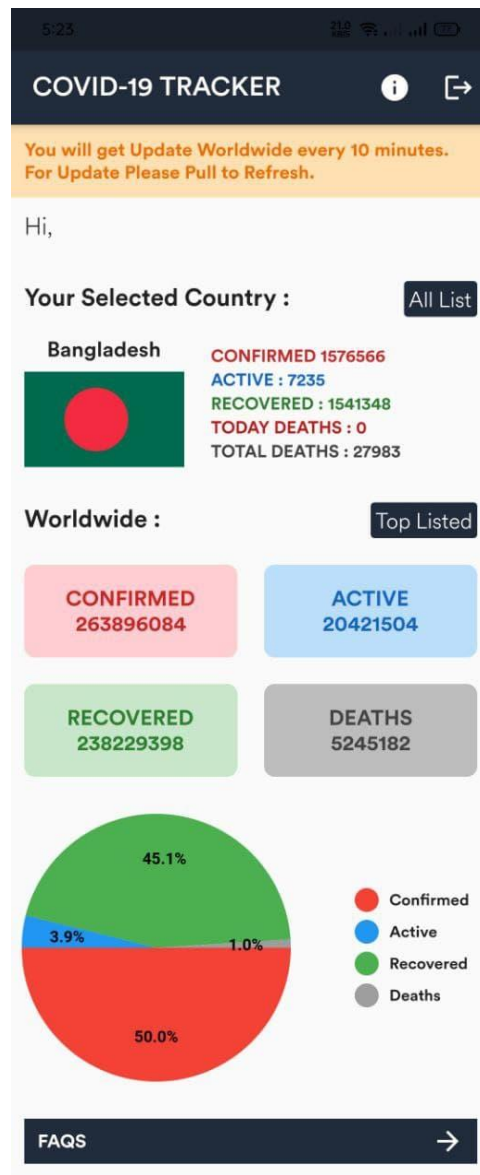 5:23
COVID-19 TRACKER
You will get Update Worldwide every 10 minutes.
For Update Please Pull to Refresh.
Hi,
Your Selected Country :
All List
Bangladesh
CONFIRMED 1576566
ACTIVE : 7235
RECOVERED : 1541348
TODAY DEATHS : 0
TOTAL DEATHS : 27983
Worldwide :
Top Listed
CONFIRMED
263896084
ACTIVE
20421504
RECOVERED
238229398
DEATHS
5245182
45.1%
3.9%
1.0%
50.0%
Confirmed
Active
Recovered
Deaths
FAQS